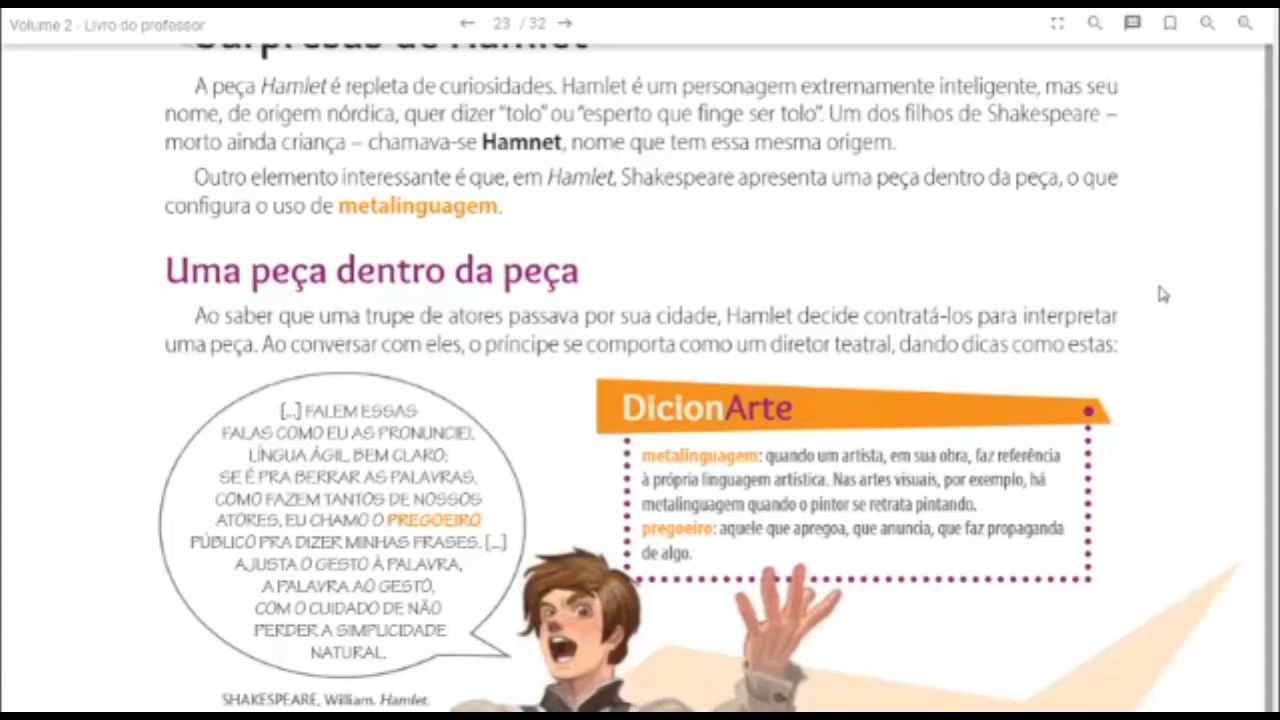 Volume 2 - Livro do professor
23 / 32
Surpresas de Hamlet
A peça Hamlet é repleta de curiosidades. Hamlet é um personagem extremamente inteligente, mas seu
nome, de origem nórdica, quer dizer "tolo" ou "esperto que finge ser tolo". Um dos filhos de Shakespeare –
morto ainda criança – chamava-se Hamnet, nome que tem essa mesma origem.
Outro elemento interessante é que, em Hamlet, Shakespeare apresenta uma peça dentro da peça, o que
configura o uso de metalinguagem.
Uma peça dentro da peça
Ao saber que uma trupe de atores passava por sua cidade, Hamlet decide contratá-los para interpretar
uma peça. Ao conversar com eles, o príncipe se comporta como um diretor teatral, dando dicas como estas:
[...] FALEM ESSAS
FALAS COMO EU AS PRONUNCIEI,
LÍNGUA ÁGIL, BEM CLARO;
SE É PRA BERRAR AS PALAVRAS,
COMO FAZEM TANTOS DE NOSSOS
ATORES, EU CHAMO O PREGOEIRO
PÚBLICO PRA DIZER MINHAS FRASES. [...]
AJUSTA O GESTO À PALAVRA,
A PALAVRA AO GESTO,
COM O CUIDADO DE NÃO
PERDER A SIMPLICIDADE
NATURAL.
SHAKESPEARE, William. Hamlet.
DicionArte
metalinguagem: quando um artista, em sua obra, faz referência
à própria linguagem artística. Nas artes visuais, por exemplo, há
metalinguagem quando o pintor se retrata pintando.
pregoeiro: aquele que apregoa, que anuncia, que faz propaganda
de algo.